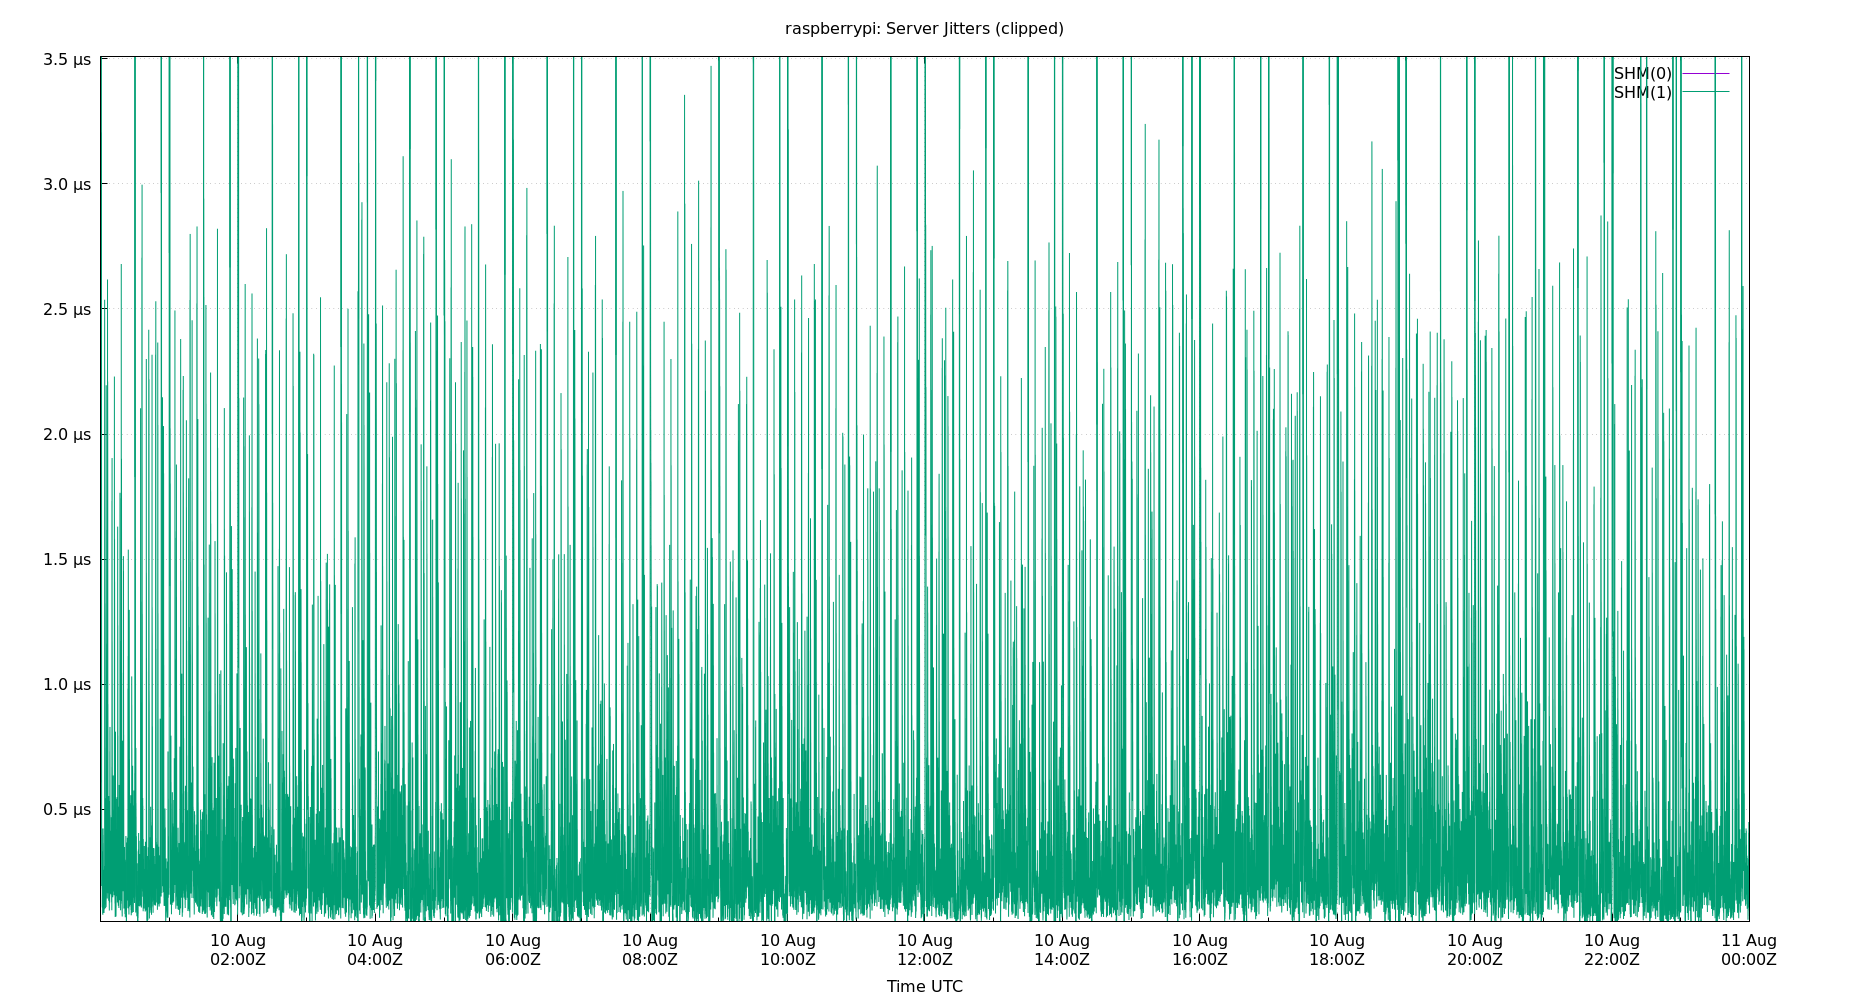 raspberrypi: Server Jitters (clipped)
3.5 µs
3.0 µs
2.5 µs
2.0 µs
1.5 µs
1.0 µs
0.5 µs
SHM(0)
SHM(1)
10 Aug 10 Aug 10 Aug 10 Aug 10 Aug 10 Aug 10 Aug 10 Aug 10 Aug 10 Aug 10 Aug 11 Aug
02:00Z 04:00Z 06:00Z 08:00Z 10:00Z 12:00Z 14:00Z 16:00Z 18:00Z 20:00Z 22:00Z 00:00Z
Time UTC